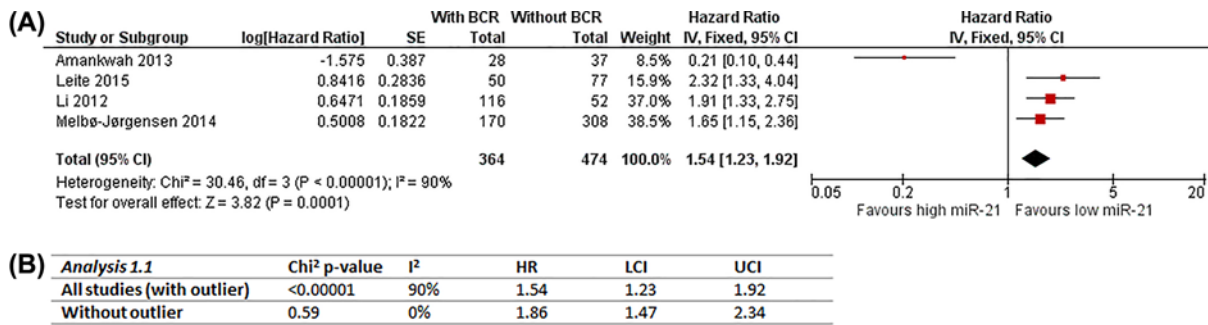 (A)
With BCR Without BCR Hazard Ratio Hazard Ratio
Study or Subgroup log[Hazard Ratio] SE Total Total Weight IV, Fixed, 95% CI IV, Fixed, 95% CI
Amankwah 2013 -1.575 0.387 28 37 8.5% 0.21 [0.10, 0.44]
Leite 2015 0.8416 0.2836 50 77 15.9% 2.32 [1.33, 4.04]
Li 2012 0.6471 0.1859 116 52 37.0% 1.91 [1.33, 2.75]
Melbø-Jørgensen 2014 0.5008 0.1822 170 308 38.5% 1.65 [1.15, 2.36]
Total (95% CI) 364 474 100.0% 1.54 [1.23, 1.92]
Heterogeneity: Chi² = 30.46, df = 3 (P < 0.00001); I² = 90%
Test for overall effect: Z = 3.82 (P = 0.0001)
0.05 0.2 1 5 20
Favours high miR-21 Favours low miR-21
(B)
Analysis 1.1 Chi² p-value I² HR LCI UCI
All studies (with outlier) <0.00001 90% 1.54 1.23 1.92
Without outlier 0.59 0% 1.86 1.47 2.34